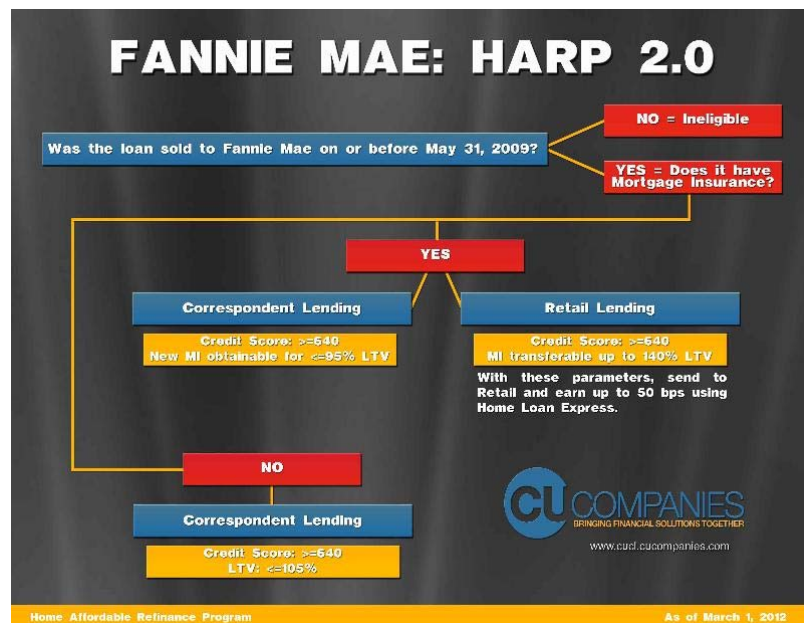 FANNIE MAE: HARP 2.0
NO = Ineligible
Was the loan sold to Fannie Mae on or before May 31, 2009?
YES = Does it have
Mortgage Insurance?
YES
Correspondent Lending
Credit Score: >=640
New MI obtainable for <=95% LTV
Retail Lending
Credit Score: >=640
MI transferable up to 140% LTV
With these parameters, send to
Retail and earn up to 50 bps using
Home Loan Express.
NO
Correspondent Lending
Credit Score: >=640
LTV: <=105%
CU COMPANIES
BRINGING FINANCIAL SOLUTIONS TOGETHER
www.cucl.cucompanies.com
Home Affordable Refinance Program
As of March 1, 2012